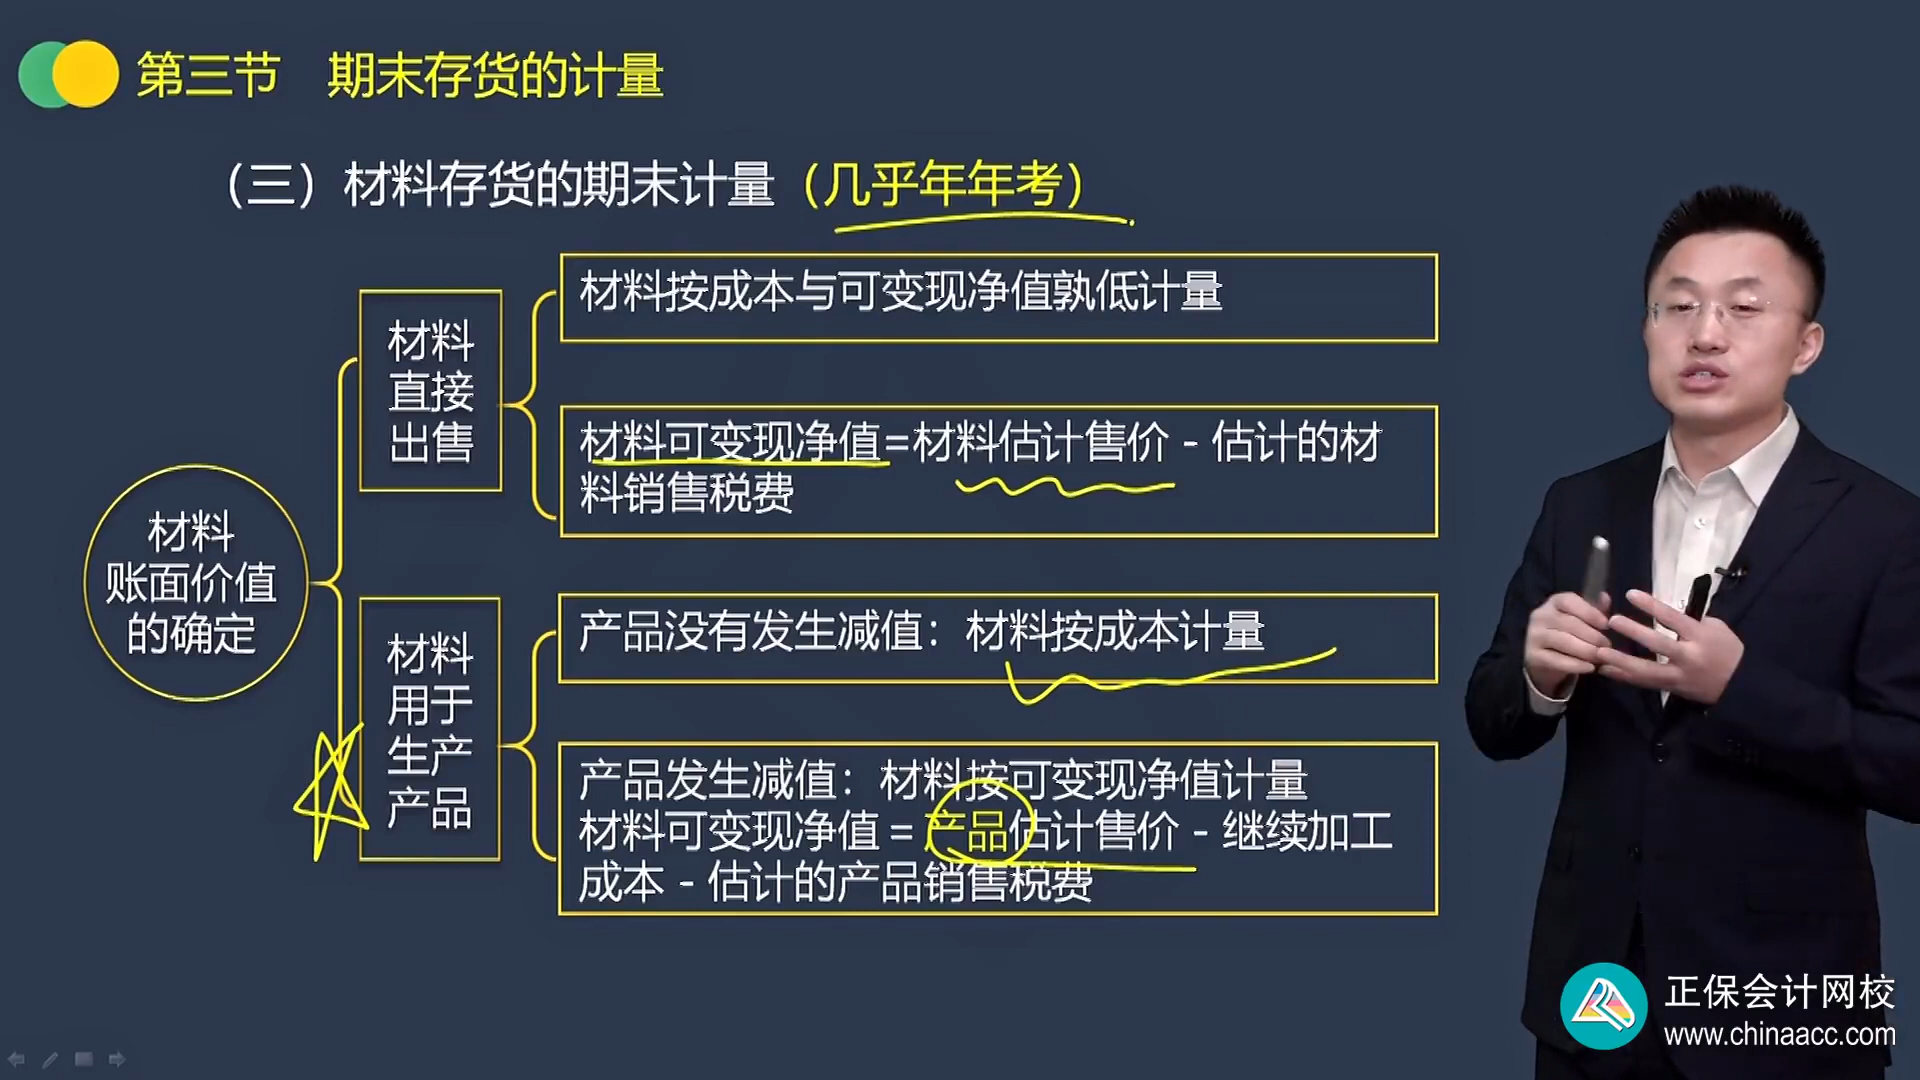 第三节 期末存货的计量
（三）材料存货的期末计量（几乎年年考）
材料
账面价值
的确定
材料
直接
出售
材料按成本与可变现净值孰低计量
材料可变现净值=材料估计售价-估计的材
料销售税费
材料
用于
生产
产品
产品没有发生减值：材料按成本计量
产品发生减值：材料按可变现净值计量
材料可变现净值=产品估计售价-继续加工
成本-估计的产品销售税费
正保会计网校
www.chinaacc.com